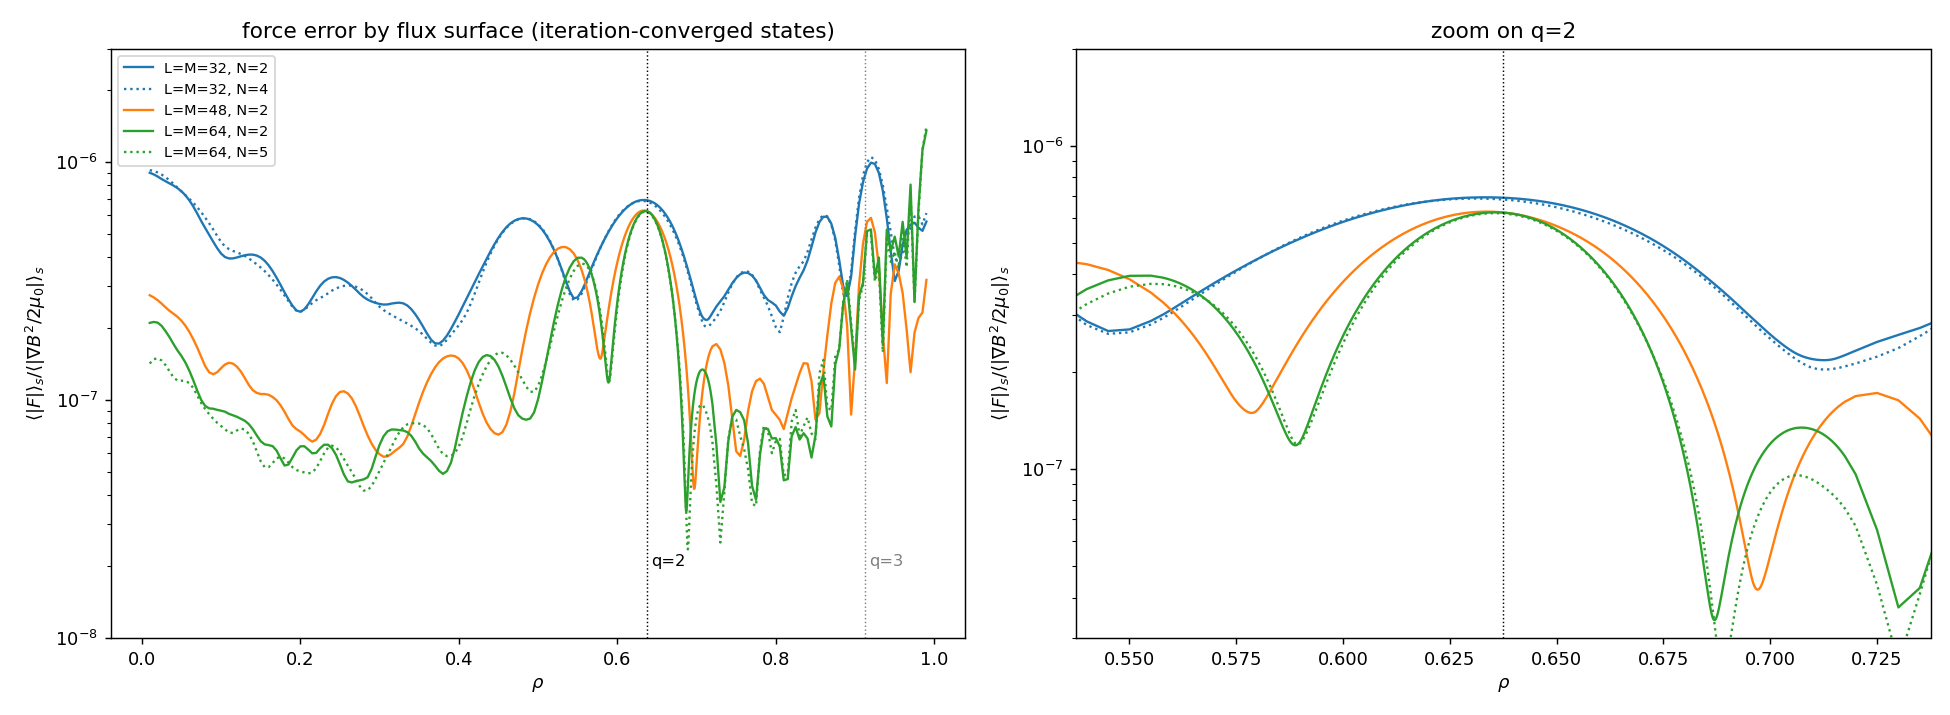 force error by flux surface (iteration-converged states)
L=M=32, N=2
L=M=32, N=4
L=M=48, N=2
L=M=64, N=2
L=M=64, N=5
10⁻⁶
10⁻⁷
10⁻⁸
⟨|F|⟩ₛ/⟨|∇B²/2μ₀|⟩ₛ
q=2
q=3
0.0 0.2 0.4 0.6 0.8 1.0
ρ
zoom on q=2
10⁻⁶
10⁻⁷
⟨|F|⟩ₛ/⟨|∇B²/2μ₀|⟩ₛ
0.550 0.575 0.600 0.625 0.650 0.675 0.700 0.725
ρ